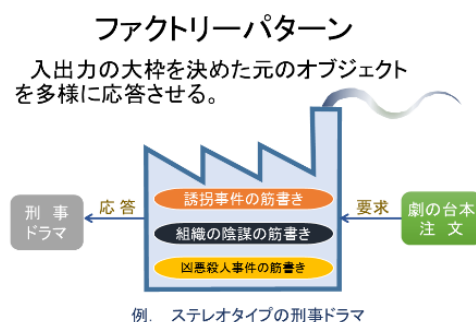 ファクトリーパターン
入出力の大枠を決めた元のオブジェクト
を多様に応答させる。
誘拐事件の筋書き
刑 事
ドラマ
応 答
要求
劇の台本
注 文
組織の陰謀の筋書き
凶悪殺人事件の筋書き
例. ステレオタイプの刑事ドラマ